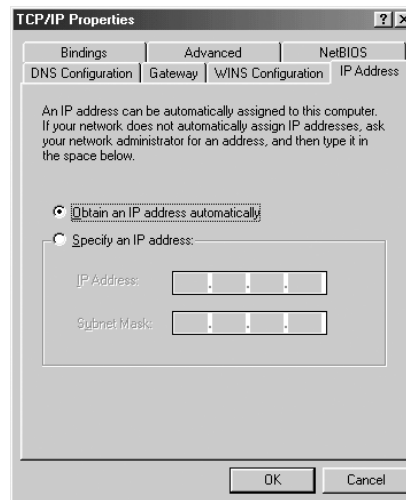 TCP/IP Properties
Bindings Advanced NetBIOS
DNS Configuration Gateway WINS Configuration IP Address
An IP address can be automatically assigned to this computer.
If your network does not automatically assign IP addresses, ask
your network administrator for an address, and then type it in
the space below.
Obtain an IP address automatically
Specify an IP address:
IP Address:
Subnet Mask:
OK Cancel